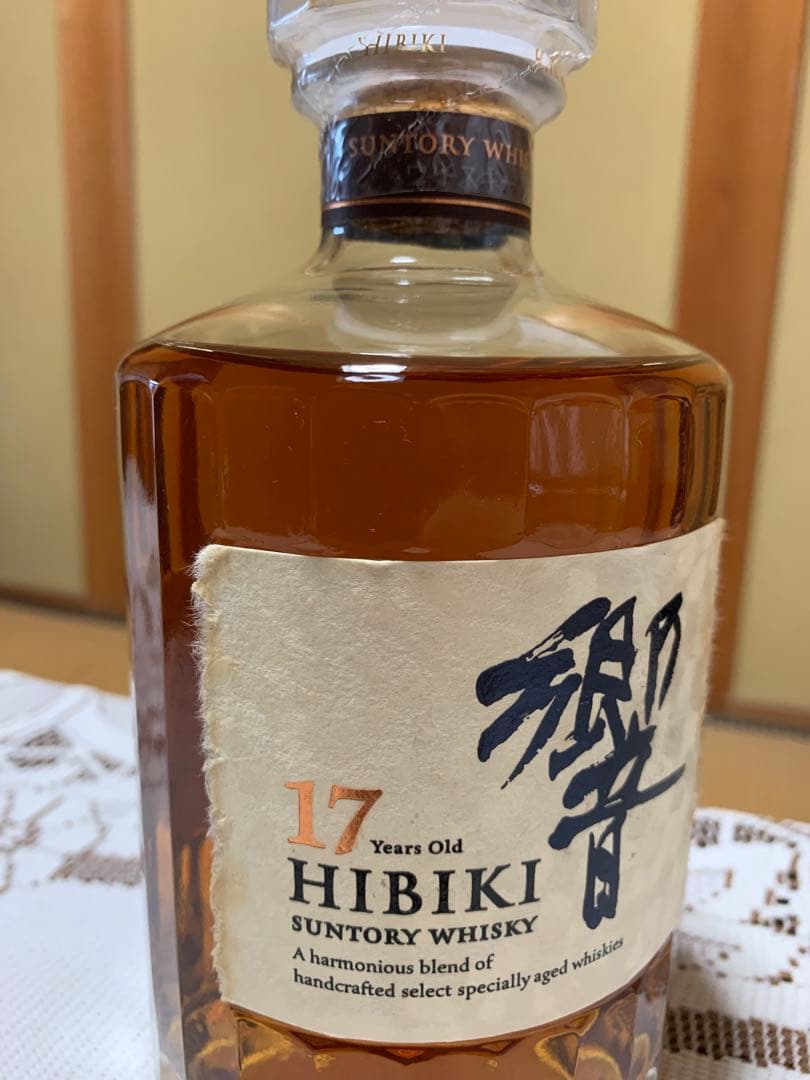 HIBIKI
SUNTORY WHI
響
17 Years Old
HIBIKI
SUNTORY WHISKY
A harmonious blend of
handcrafted select specially aged whiskies